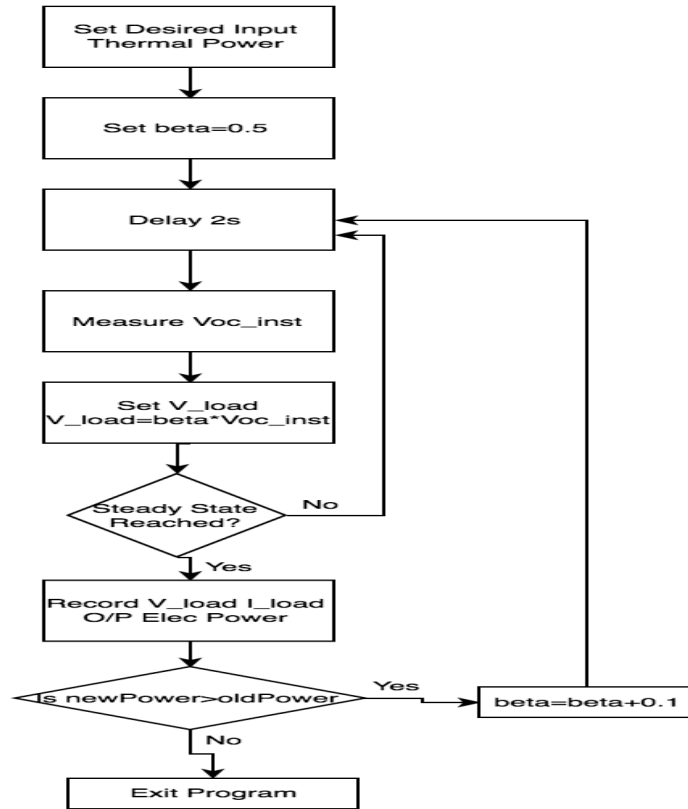 Set Desired Input
Thermal Power
Set beta=0.5
Delay 2s
Measure Voc_inst
Set V_load
V_load=beta*Voc_inst
Steady State
Reached?
No
Yes
Record V_load I_load
O/P Elec Power
Is newPower>oldPower
Yes
beta=beta+0.1
No
Exit Program